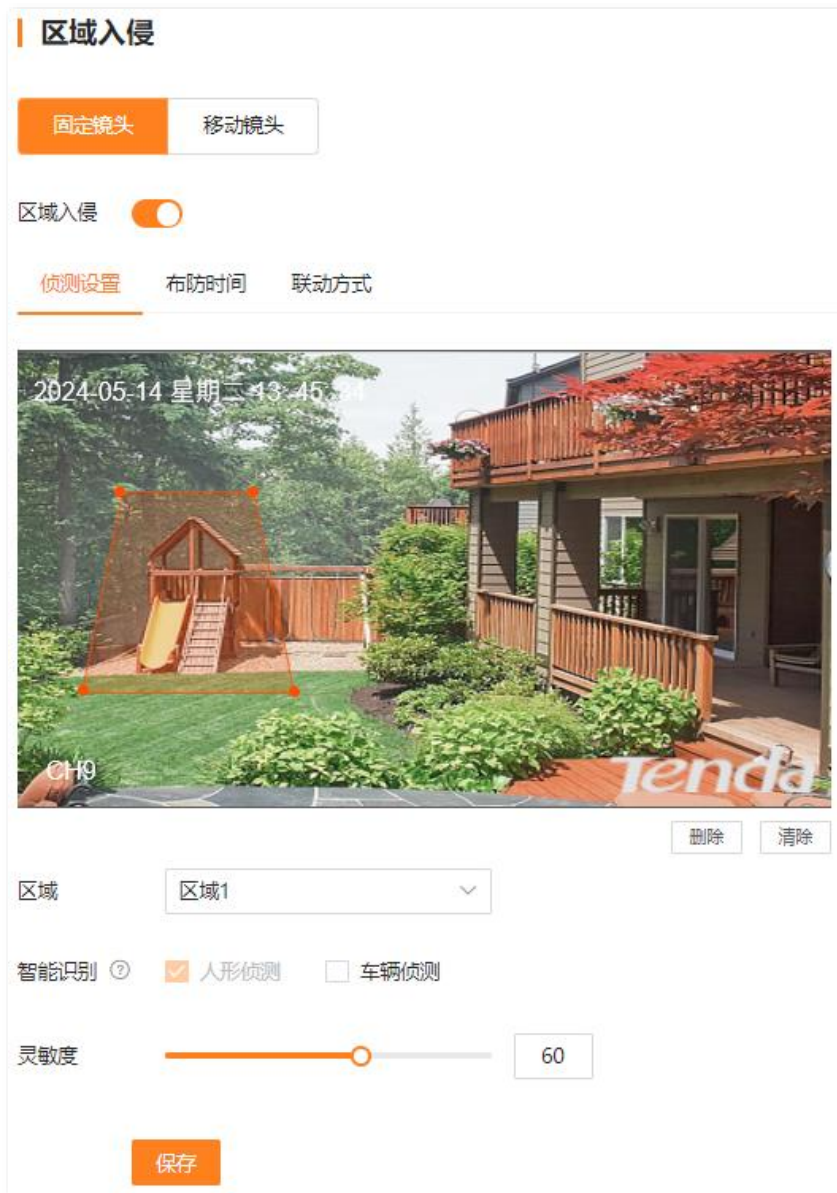 区域入侵
固定镜头 移动镜头
区域入侵
侦测设置 布防时间 联动方式
2024-05-14 星期二 13:45:34
CH9
Tenda
删除 清除
区域 区域1
智能识别 ? 人形侦测 车辆侦测
灵敏度 60
保存